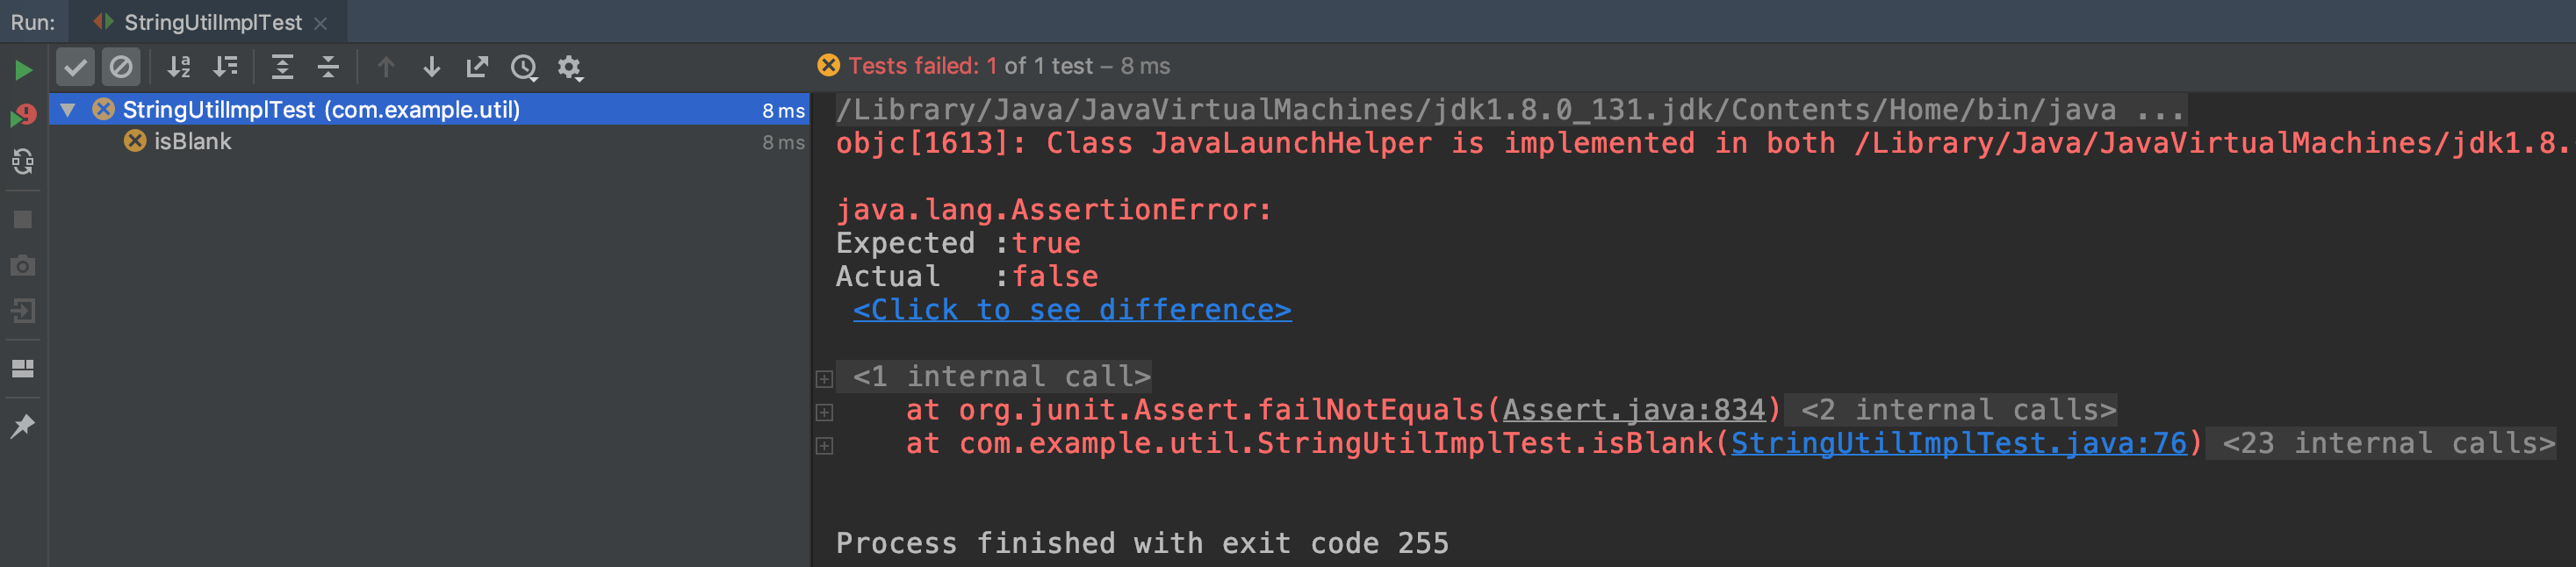 Run: StringUtilImplTest
Tests failed: 1 of 1 test – 8 ms
StringUtilImplTest (com.example.util) 8 ms
isBlank 8 ms
/Library/Java/JavaVirtualMachines/jdk1.8.0_131.jdk/Contents/Home/bin/java ...
objc[1613]: Class JavaLaunchHelper is implemented in both /Library/Java/JavaVirtualMachines/jdk1.8.
java.lang.AssertionError:
Expected :true
Actual   :false
<Click to see difference>
<1 internal call>
at org.junit.Assert.failNotEquals(Assert.java:834) <2 internal calls>
at com.example.util.StringUtilImplTest.isBlank(StringUtilImplTest.java:76) <23 internal calls>
Process finished with exit code 255